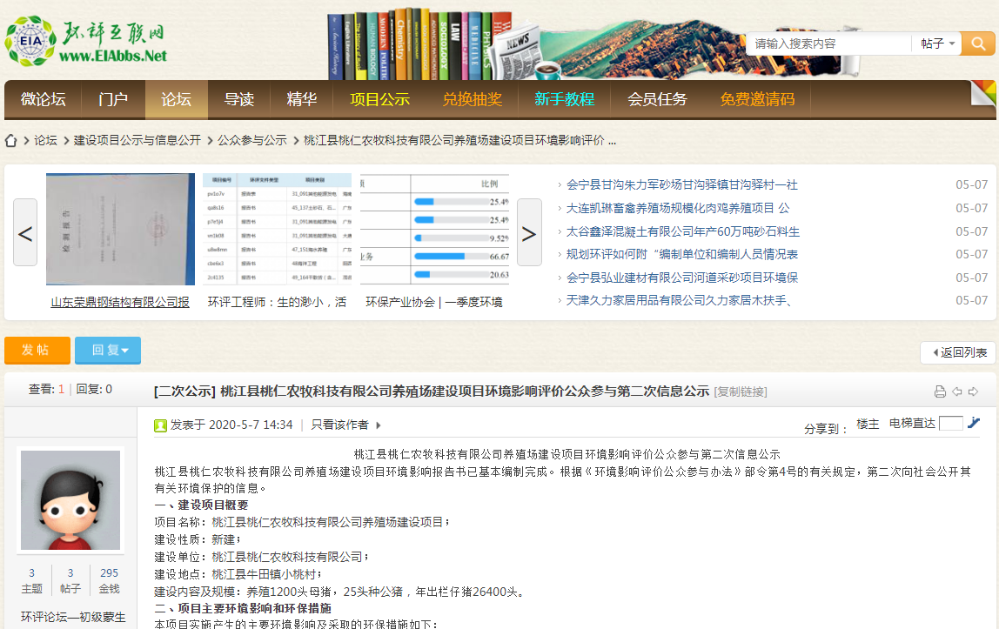 EIA 环评互联网
www.EIAbbs.Net
LAW
SOCIOLOGY
NEWS
请输入搜索内容 帖子
微论坛 门户 论坛 导读 精华 项目公示 兑换抽奖 新手教程 会员任务 免费邀请码
论坛 建设项目公示与信息公开 公众参与公示 桃江县桃仁农牧科技有限公司养殖场建设项目环境影响评价 ...
<
检测报告
山东荣鼎钢结构有限公司报
项目编号 环评文件类型 项目类别
pv1o7v 报告表 31_091其他能源发电
qa8s16 报告书 45_137土砂石、石...
p7e5j4 报告书 31_091其他能源发电
vn1k08 报告书 31_091其他能源发电
u8e8mn 报告书 47_151海水养殖
cbe6x3 报告书 48海洋工程
2c4135 报告书 49_164干散货（含...
环评工程师：生的渺小，活
比例
25.4%
25.4%
9.52%
业务 66.67
20.63
环保产业协会 | 一季度环境
>
会宁县甘沟朱力军砂场甘沟驿镇甘沟驿村一社 05-07
大连凯琳畜禽养殖场规模化肉鸡养殖项目 公 05-07
太谷鑫泽混凝土有限公司年产60万吨砂石料生 05-07
规划环评如何附“编制单位和编制人员情况表 05-07
会宁县弘业建材有限公司河道采砂项目环境保 05-07
天津久力家居用品有限公司久力家居木扶手、 05-07
发帖 回复 返回列表
查看: 1 | 回复: 0
[二次公示] 桃江县桃仁农牧科技有限公司养殖场建设项目环境影响评价公众参与第二次信息公示 [复制链接]
发表于 2020-5-7 14:34 | 只看该作者
分享到： 楼主 电梯直达
桃江县桃仁农牧科技有限公司养殖场建设项目环境影响评价公众参与第二次信息公示
桃江县桃仁农牧科技有限公司养殖场建设项目环境影响报告书已基本编制完成。根据《环境影响评价公众参与办法》部令第4号的有关规定，第二次向社会公开其
有关环境保护的信息。
一、建设项目概要
项目名称：桃江县桃仁农牧科技有限公司养殖场建设项目；
建设性质：新建；
建设单位：桃江县桃仁农牧科技有限公司；
建设地点：桃江县牛田镇小桃村；
建设内容及规模：养殖1200头母猪，25头种公猪，年出栏仔猪26400头。
二、项目主要环境影响和环保措施
本项目实施产生的主要环境影响及采取的环保措施如下：
3 3 295
主题 帖子 金钱
环评论坛—初级蒙生